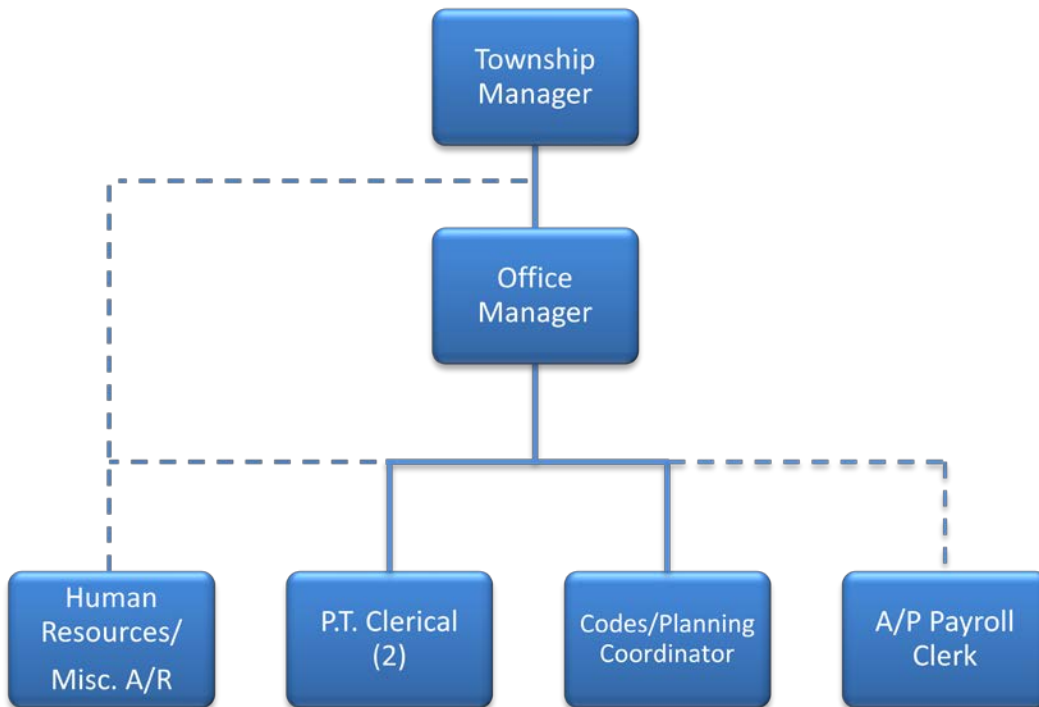 Township
Manager
Office
Manager
Human
Resources/
Misc. A/R
P.T. Clerical
(2)
Codes/Planning
Coordinator
A/P Payroll
Clerk